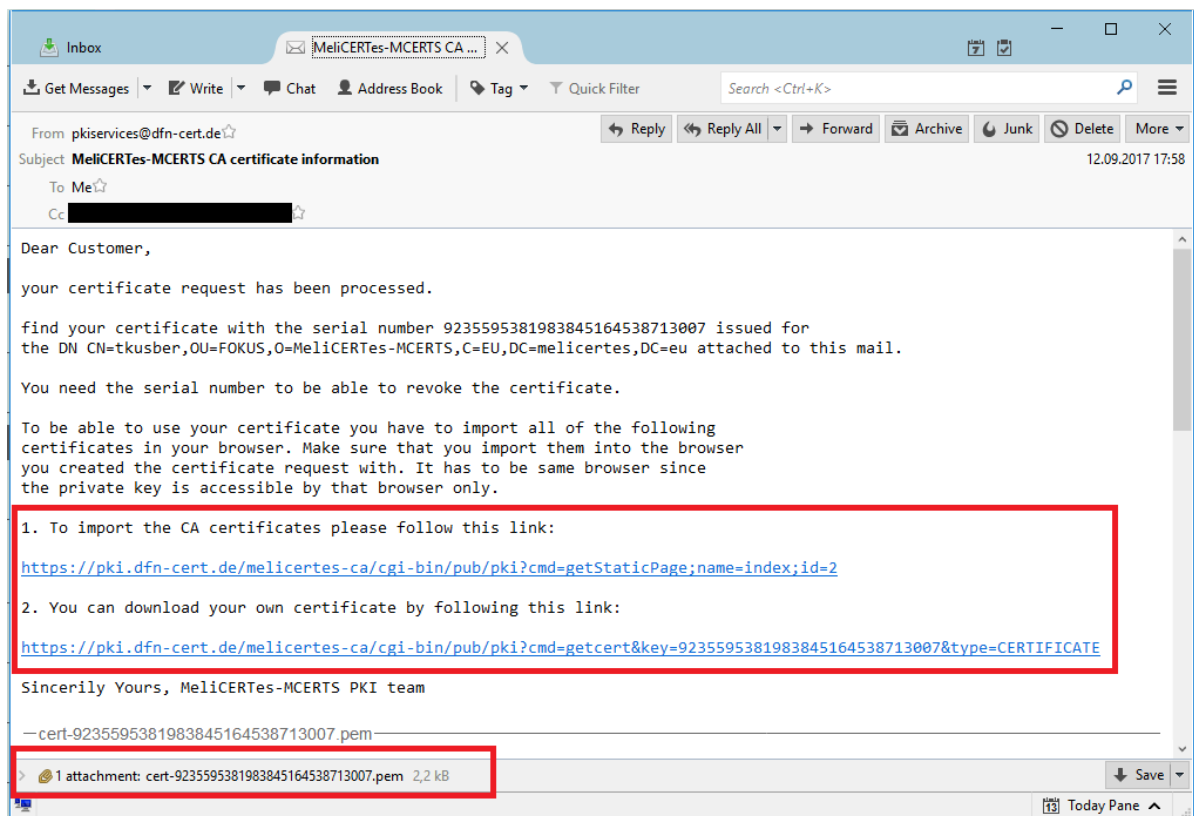 Inbox
MeliCERTes-MCERTS CA ...
7
Get Messages Write Chat Address Book Tag Quick Filter Search <Ctrl+K>
From pkiservices@dfn-cert.de Reply Reply All Forward Archive Junk Delete More
Subject MeliCERTes-MCERTS CA certificate information 12.09.2017 17:58
To Me
Cc
Dear Customer,
your certificate request has been processed.
find your certificate with the serial number 9235595381983845164538713007 issued for
the DN CN=tkusber,OU=FOKUS,O=MeliCERTes-MCERTS,C=EU,DC=melicertes,DC=eu attached to this mail.
You need the serial number to be able to revoke the certificate.
To be able to use your certificate you have to import all of the following
certificates in your browser. Make sure that you import them into the browser
you created the certificate request with. It has to be same browser since
the private key is accessible by that browser only.
1. To import the CA certificates please follow this link:
https://pki.dfn-cert.de/melicertes-ca/cgi-bin/pub/pki?cmd=getStaticPage;name=index;id=2
2. You can download your own certificate by following this link:
https://pki.dfn-cert.de/melicertes-ca/cgi-bin/pub/pki?cmd=getcert&key=9235595381983845164538713007&type=CERTIFICATE
Sincerily Yours, MeliCERTes-MCERTS PKI team
cert-9235595381983845164538713007.pem
1 attachment: cert-9235595381983845164538713007.pem 2,2 kB Save
13 Today Pane